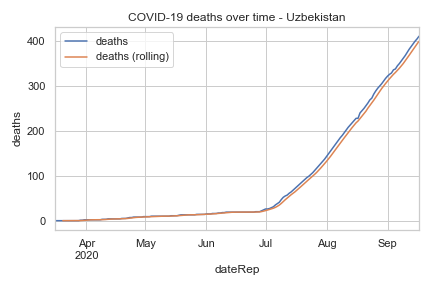 COVID-19 deaths over time - Uzbekistan
deaths
deaths (rolling)
400
300
200
100
0
deaths
Apr
2020
May
Jun
Jul
Aug
Sep
dateRep